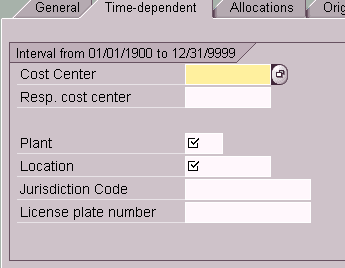 General Time-dependent Allocations Orig
Interval from 01/01/1900 to 12/31/9999
Cost Center
Resp. cost center
Plant
Location
Jurisdiction Code
License plate number